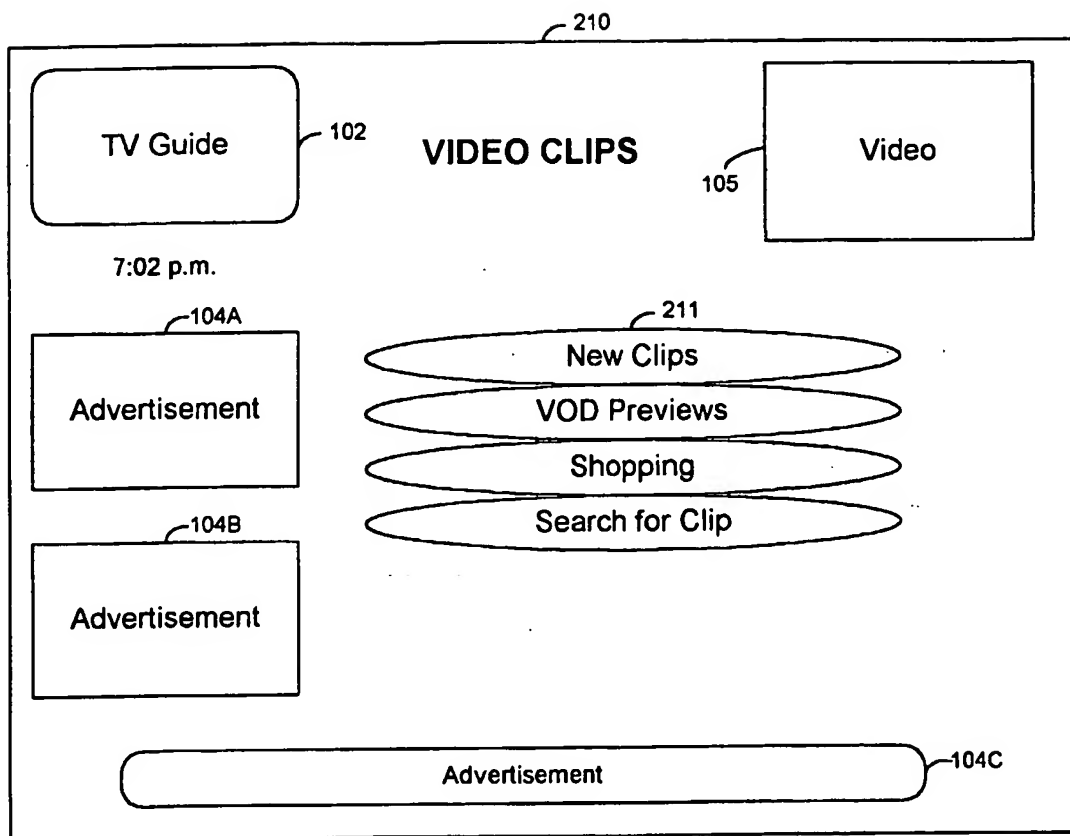 210
TV Guide
102
VIDEO CLIPS
105
Video
7:02 p.m.
104A
Advertisement
211
New Clips
VOD Previews
Shopping
Search for Clip
104B
Advertisement
Advertisement
104C